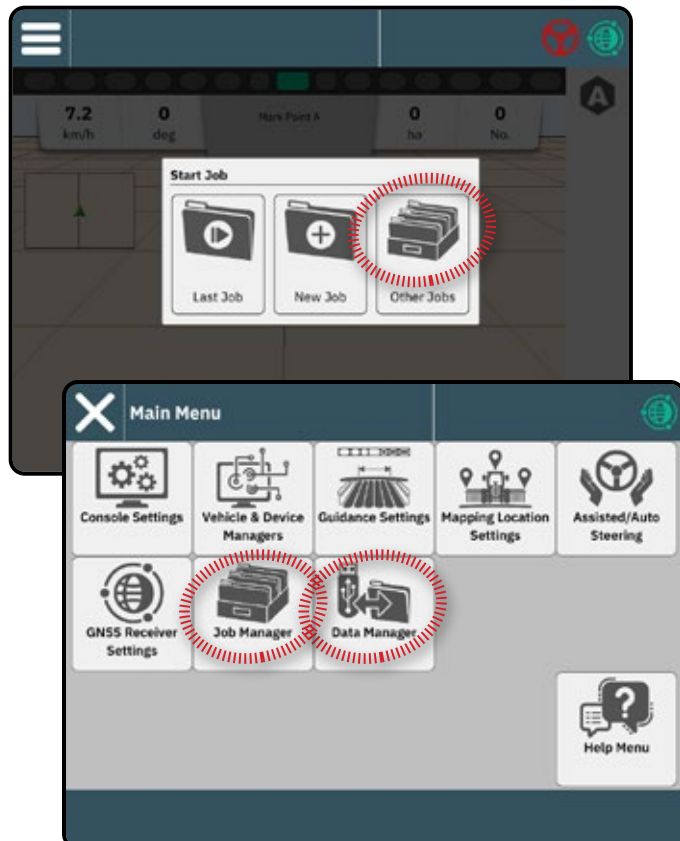 7.2 0 Mark Point A 0 0
km/h deg ha No.
A
Start Job
Last Job New Job Other Jobs
Main Menu
Console Settings Vehicle & Device Guidance Settings Mapping Location Assisted/Auto
Managers Settings Steering
GNSS Receiver Job Manager Data Manager
Settings
Help Menu